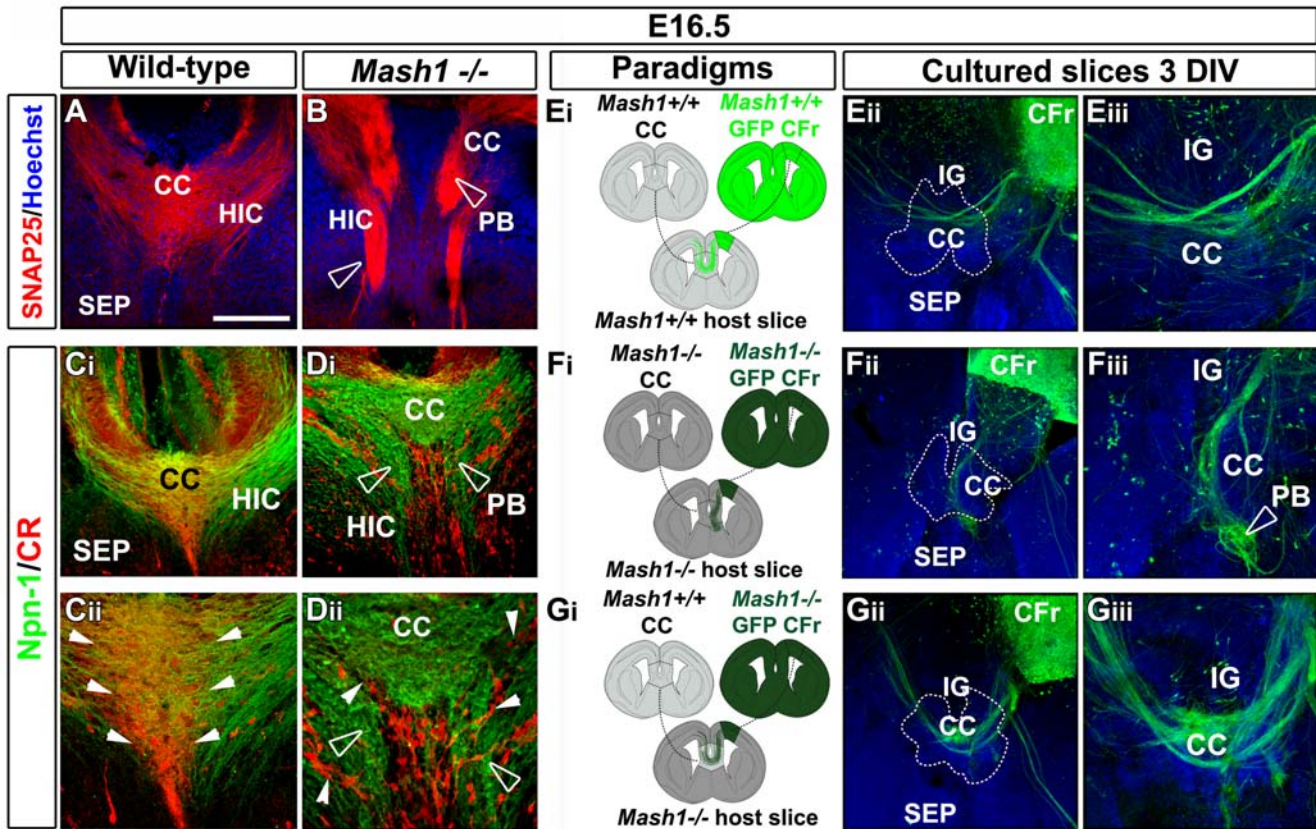 E16.5
Wild-type
Mash1 -/-
Paradigms
Cultured slices 3 DIV
SNAP25/Hoechst
A
CC
HIC
SEP
B
CC
HIC
PB
Ei
Mash1+/+
CC
Mash1+/+
GFP CFr
Mash1+/+ host slice
Eii
CFr
IG
CC
SEP
Eiii
IG
CC
Npn-1/CR
Ci
CC
HIC
SEP
Di
CC
HIC
PB
Fi
Mash1-/-
CC
Mash1-/-
GFP CFr
Mash1-/- host slice
Fii
CFr
IG
CC
SEP
Fiii
IG
CC
PB
Cii
Dii
CC
Gi
Mash1+/+
CC
Mash1-/-
GFP CFr
Mash1-/- host slice
Gii
CFr
IG
CC
SEP
Giii
IG
CC